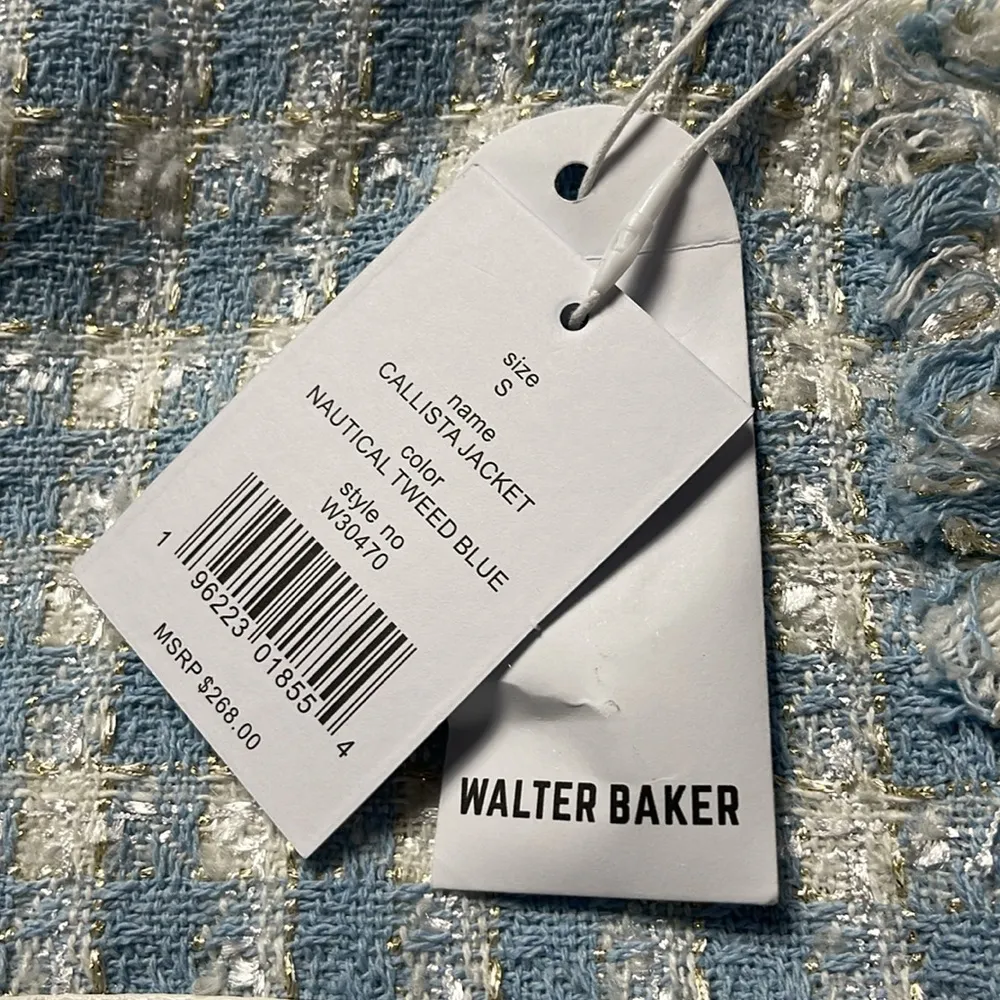 size
S
name
CALLISTA JACKET
color
NAUTICAL TWEED BLUE
style no
W30470
1 96223 01855 4
MSRP $268.00
WALTER BAKER